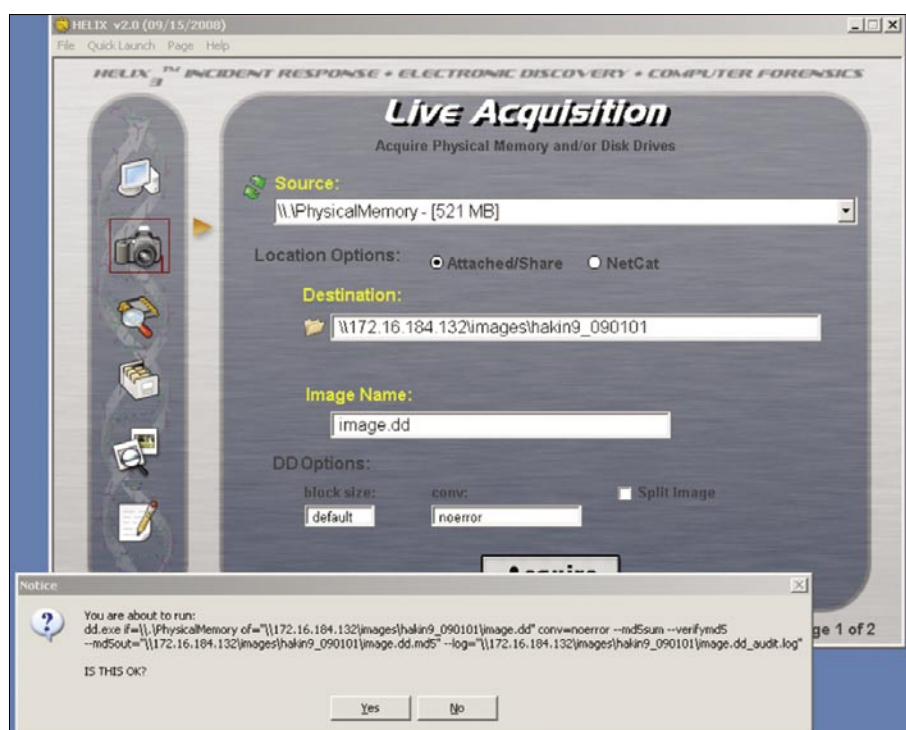 HELIX v2.0 (09/15/2008)
File Quick Launch Page Help
HELIX 3 ™ INCIDENT RESPONSE • ELECTRONIC DISCOVERY • COMPUTER FORENSICS
Live Acquisition
Acquire Physical Memory and/or Disk Drives
Source:
\\.\PhysicalMemory - [521 MB]
Location Options: Attached/Share NetCat
Destination:
\\172.16.184.132\images\hakin9_090101
Image Name:
image.dd
DD Options:
block size: conv: Split Image
default noerror
Acquire
Page 1 of 2
Notice
You are about to run:
dd.exe if=\\.\PhysicalMemory of="\\172.16.184.132\images\hakin9_090101\image.dd" conv=noerror --md5sum --verifymd5
--md5out="\\172.16.184.132\images\hakin9_090101\image.dd.md5" --log="\\172.16.184.132\images\hakin9_090101\image.dd_audit.log"
IS THIS OK?
Yes No